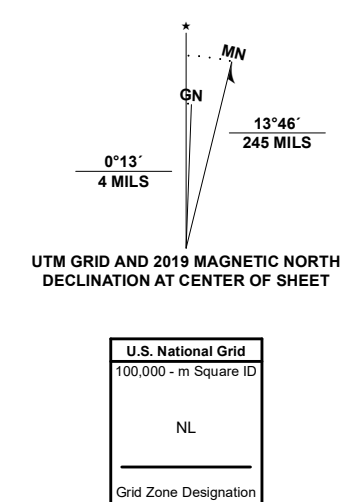 ★
MN
GN
13°46´
245 MILS
0°13´
4 MILS
UTM GRID AND 2019 MAGNETIC NORTH
DECLINATION AT CENTER OF SHEET
U.S. National Grid
100,000 - m Square ID
NL
Grid Zone Designation